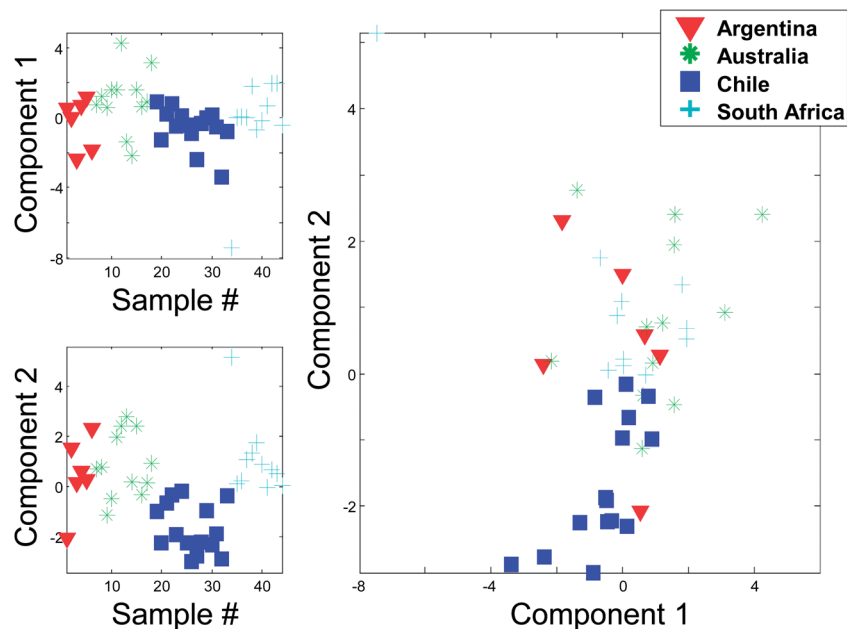 Argentina
Australia
Chile
South Africa
4
0
-4
-8
10 20 30 40
Component 1
Sample #
4
2
0
-2
10 20 30 40
Component 2
Sample #
4
2
0
-2
-8 -4 0 4
Component 2
Component 1